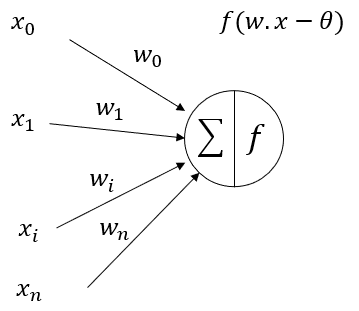 x₀
f(w.x − θ)
w₀
x₁
w₁
∑ f
wᵢ
xᵢ
wₙ
xₙ